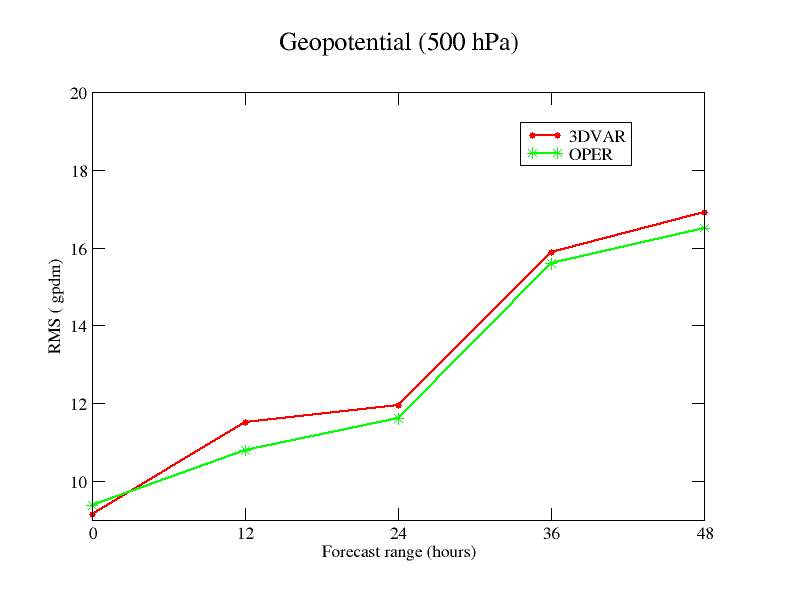 Geopotential (500 hPa)
20
18
16
14
12
10
RMS ( gpdm)
3DVAR
OPER
0 12 24 36 48
Forecast range (hours)